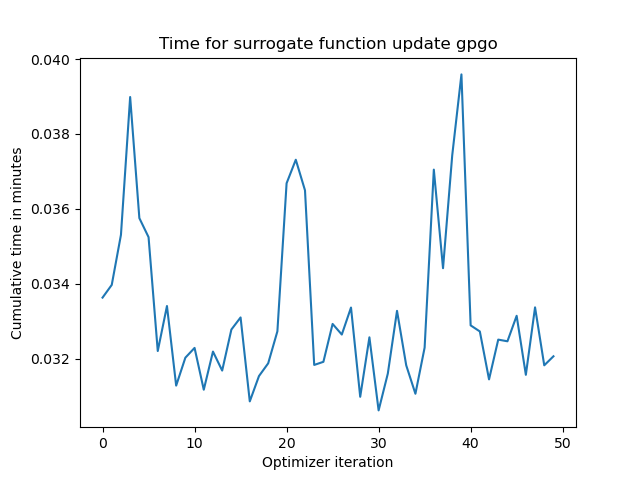 Time for surrogate function update gpgo
0.040
0.038
0.036
0.034
0.032
Cumulative time in minutes
0 10 20 30 40 50
Optimizer iteration